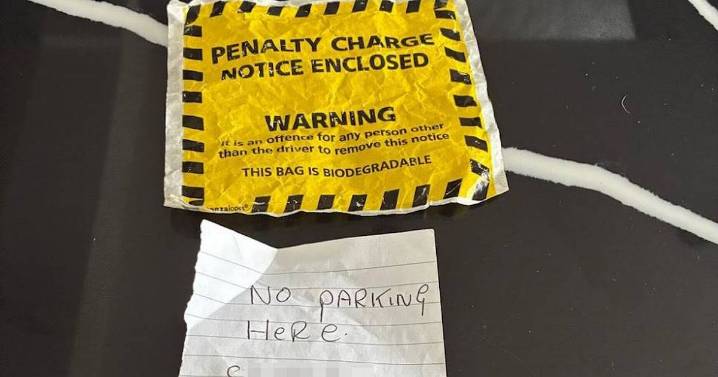 PENALTY CHARGE
NOTICE ENCLOSED
WARNING
It is an offence for any person other
than the driver to remove this notice
THIS BAG IS BIODEGRADABLE
NO PARKING
HeRe.